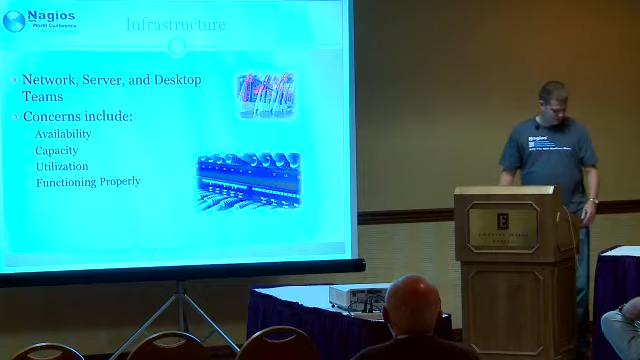 Nagios
World Conference
Infrastructure
Network, Server, and Desktop
Teams
Concerns include:
Availability
Capacity
Utilization
Functioning Properly
Nagios
E